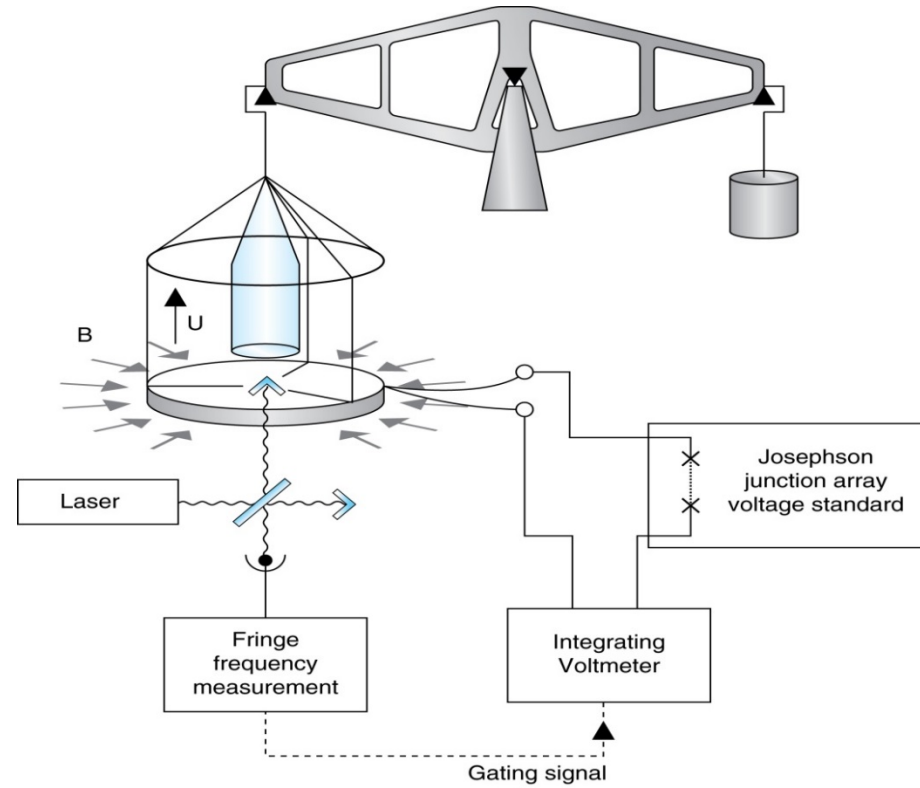 U
B
Laser
Josephson
junction array
voltage standard
Fringe
frequency
measurement
Integrating
Voltmeter
Gating signal